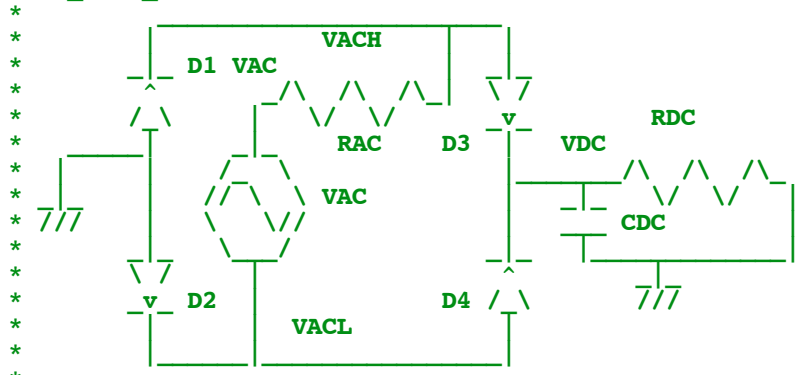 VACH
D1 VAC
RDC
RAC D3 VDC
VAC
CDC
D2 D4
VACL